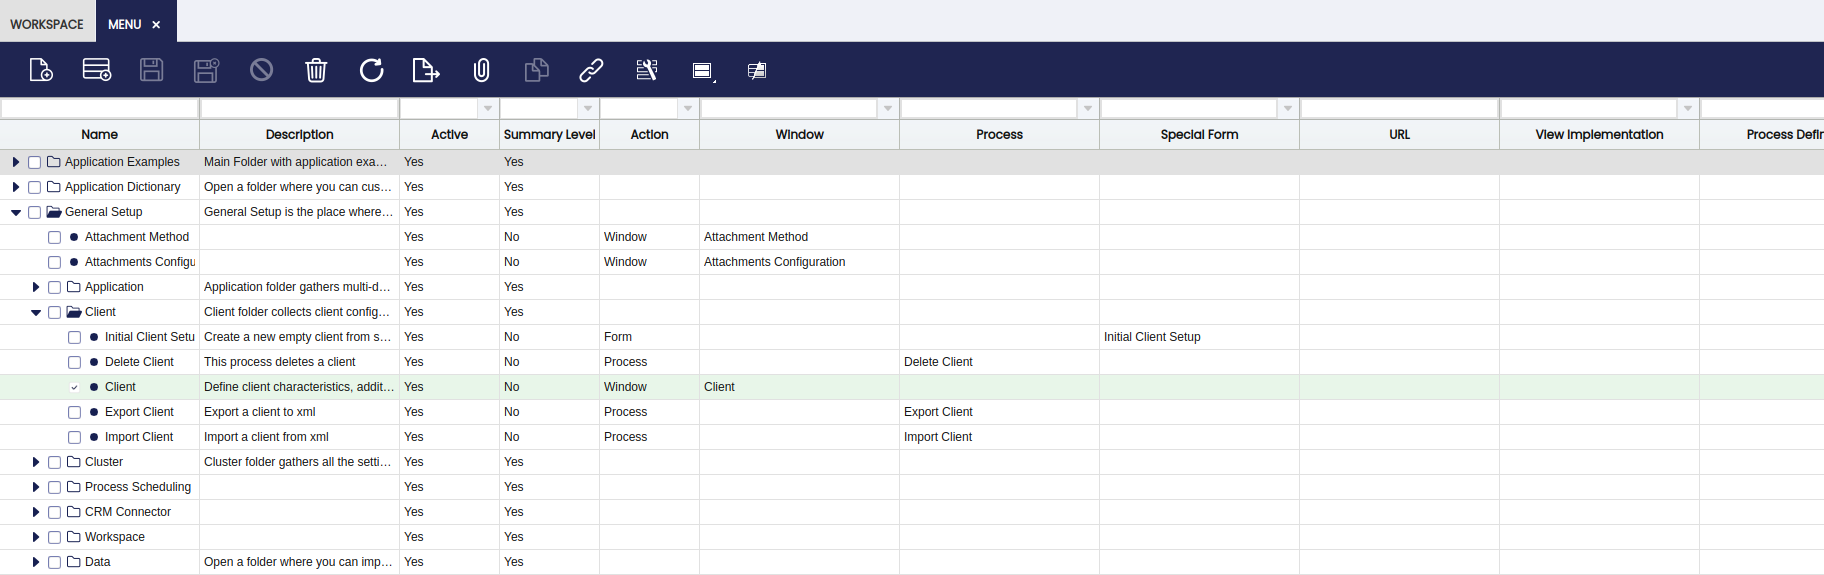 WORKSPACE MENU ×
Name Description Active Summary Level Action Window Process Special Form URL View Implementation Process Defin
Application Examples Main Folder with application exa... Yes Yes
Application Dictionary Open a folder where you can cus... Yes Yes
General Setup General Setup is the place where... Yes Yes
Attachment Method Yes No Window Attachment Method
Attachments Configu Yes No Window Attachments Configuration
Application Application folder gathers multi-d... Yes Yes
Client Client folder collects client config... Yes Yes
Initial Client Setu Create a new empty client from s... Yes No Form Initial Client Setup
Delete Client This process deletes a client Yes No Process Delete Client
Client Define client characteristics, addit... Yes No Window Client
Export Client Export a client to xml Yes No Process Export Client
Import Client Import a client from xml Yes No Process Import Client
Cluster Cluster folder gathers all the setti... Yes Yes
Process Scheduling Yes Yes
CRM Connector Yes Yes
Workspace Yes Yes
Data Open a folder where you can imp... Yes Yes